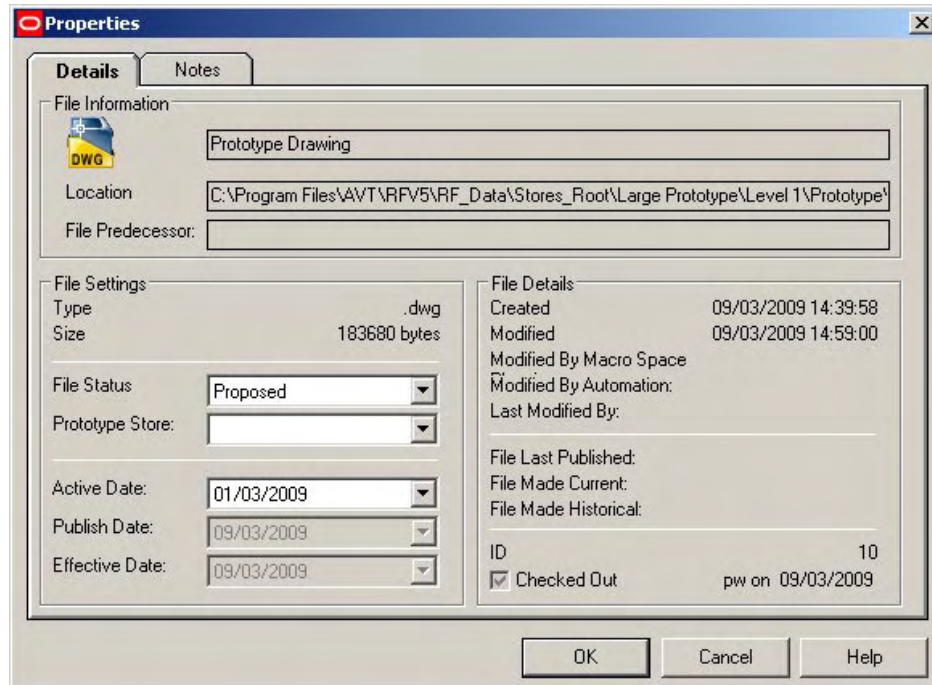 Properties
Details
Notes
File Information
DWG
Prototype Drawing
Location
C:\Program Files\AVT\RFV5\RF_Data\Stores_Root\Large Prototype\Level 1\Prototype\
File Predecessor:
File Settings
Type .dwg
Size 183680 bytes
File Status Proposed
Prototype Store:
Active Date: 01/03/2009
Publish Date: 09/03/2009
Effective Date: 09/03/2009
File Details
Created 09/03/2009 14:39:58
Modified 09/03/2009 14:59:00
Modified By Macro Space
Modified By Automation:
Last Modified By:
File Last Published:
File Made Current:
File Made Historical:
ID 10
Checked Out pw on 09/03/2009
OK
Cancel
Help